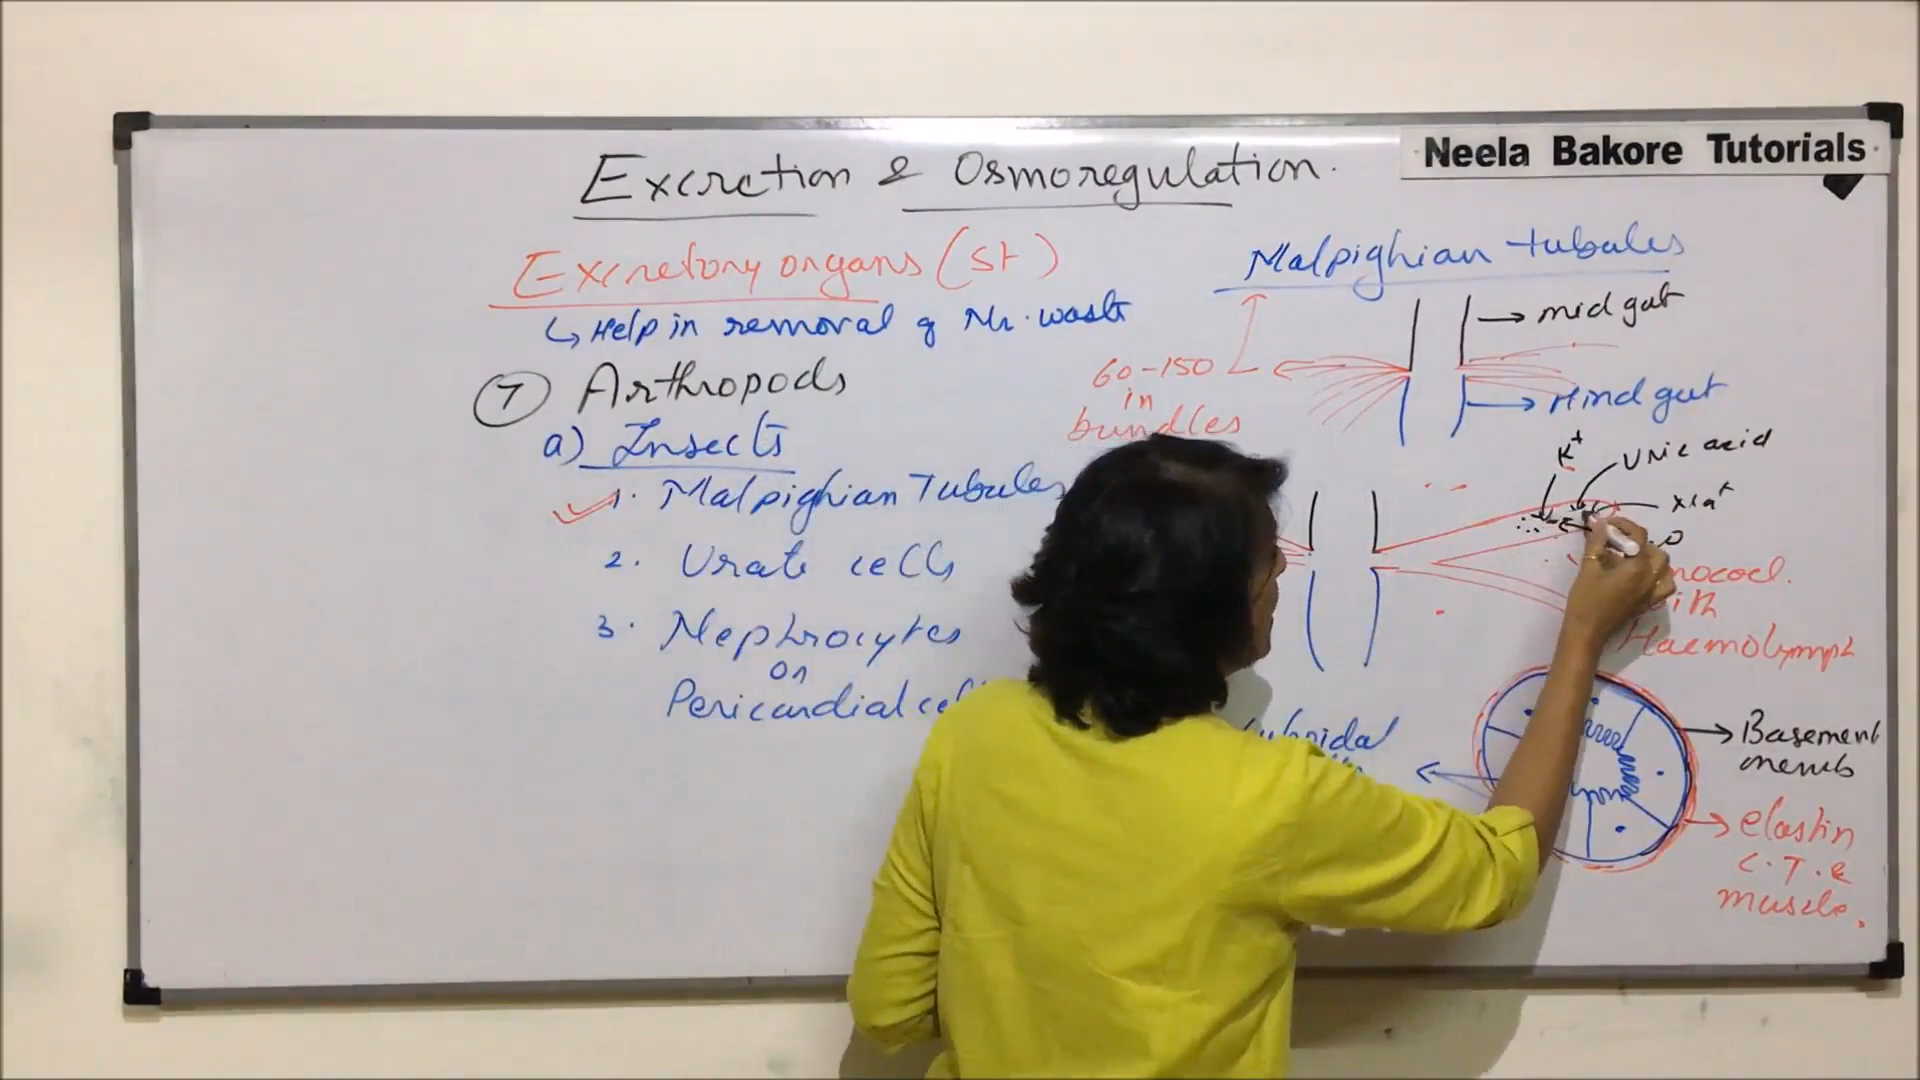 Neela Bakore Tutorials
Excretion & Osmoregulation.
Excretory organs (st)
↳ Help in removal of Nr. waste
7 Arthropods
a) Insects
1. Malpighian Tubules
2. Urate cells
3. Nephrocytes
or
Pericardial
Malpighian tubules
→ mid gut
60-150
in
bundles
→ Hind gut
K+
Uric acid
Na+
with
Haemolymph
→ Basement
memb
→ elastin
C.T. &
muscle.